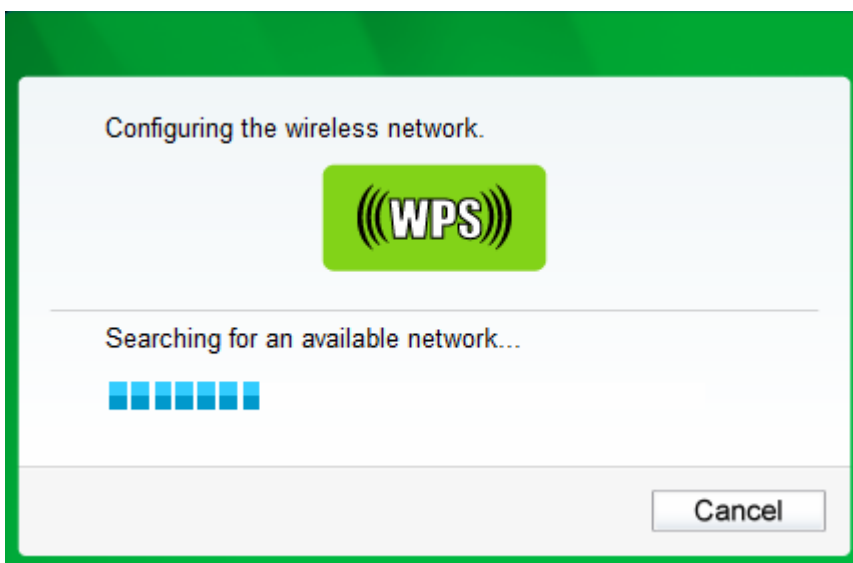 Configuring the wireless network.
WPS
Searching for an available network...
Cancel